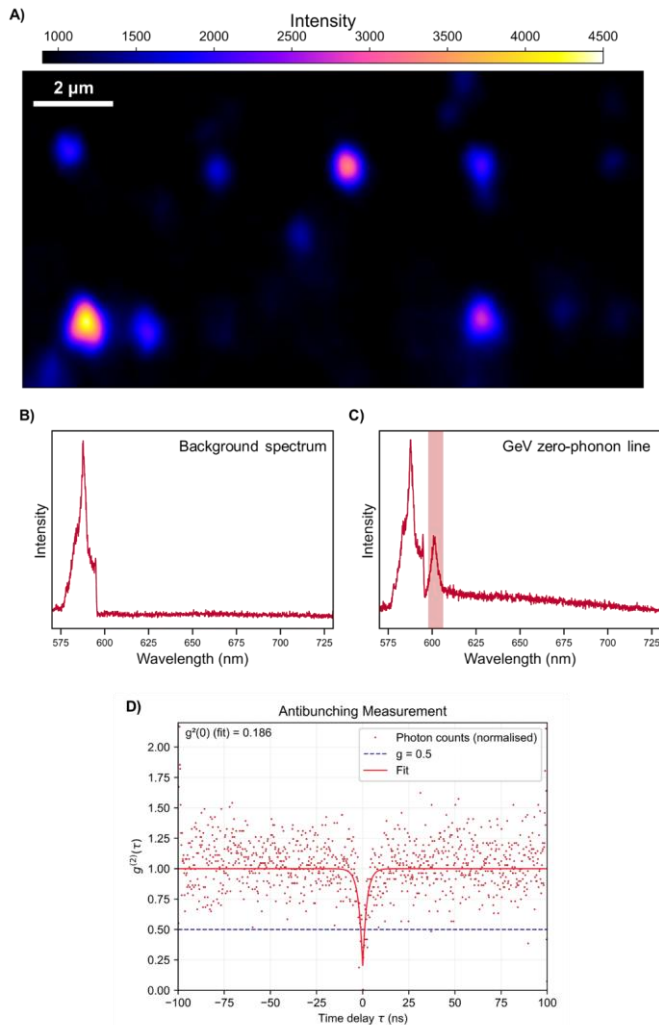 A)
Intensity
1000 1500 2000 2500 3000 3500 4000 4500
2 µm
B)
Background spectrum
Intensity
575 600 625 650 675 700 725
Wavelength (nm)
C)
GeV zero-phonon line
Intensity
575 600 625 650 675 700 725
Wavelength (nm)
D)
Antibunching Measurement
g²(0) (fit) = 0.186
Photon counts (normalised)
g = 0.5
Fit
g⁽²⁾(τ)
2.00
1.75
1.50
1.25
1.00
0.75
0.50
0.25
0.00
−100 −75 −50 −25 0 25 50 75 100
Time delay τ (ns)